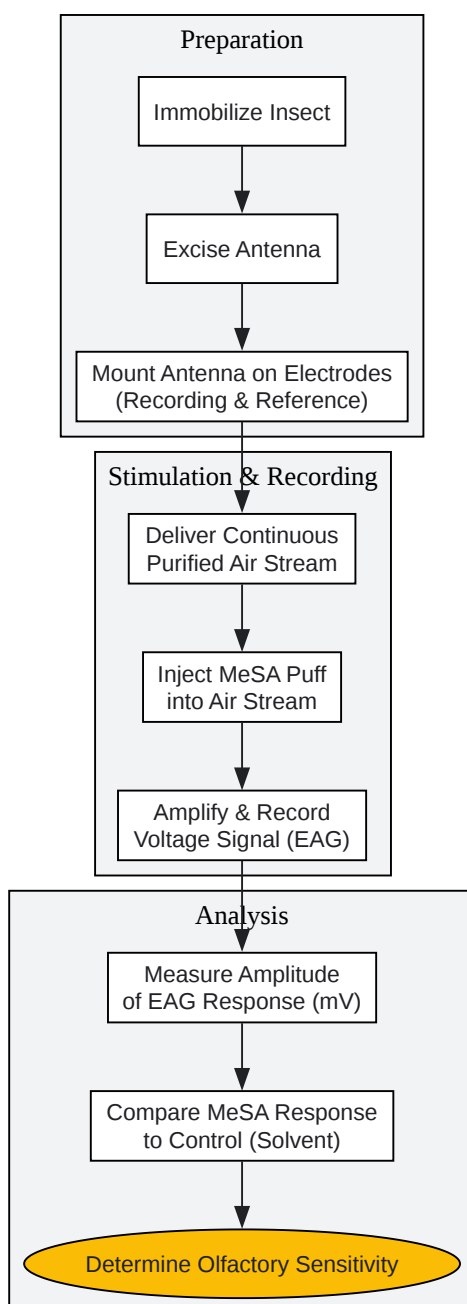 Preparation
Immobilize Insect
Excise Antenna
Mount Antenna on Electrodes
(Recording & Reference)
Stimulation & Recording
Deliver Continuous
Purified Air Stream
Inject MeSA Puff
into Air Stream
Amplify & Record
Voltage Signal (EAG)
Analysis
Measure Amplitude
of EAG Response (mV)
Compare MeSA Response
to Control (Solvent)
Determine Olfactory Sensitivity